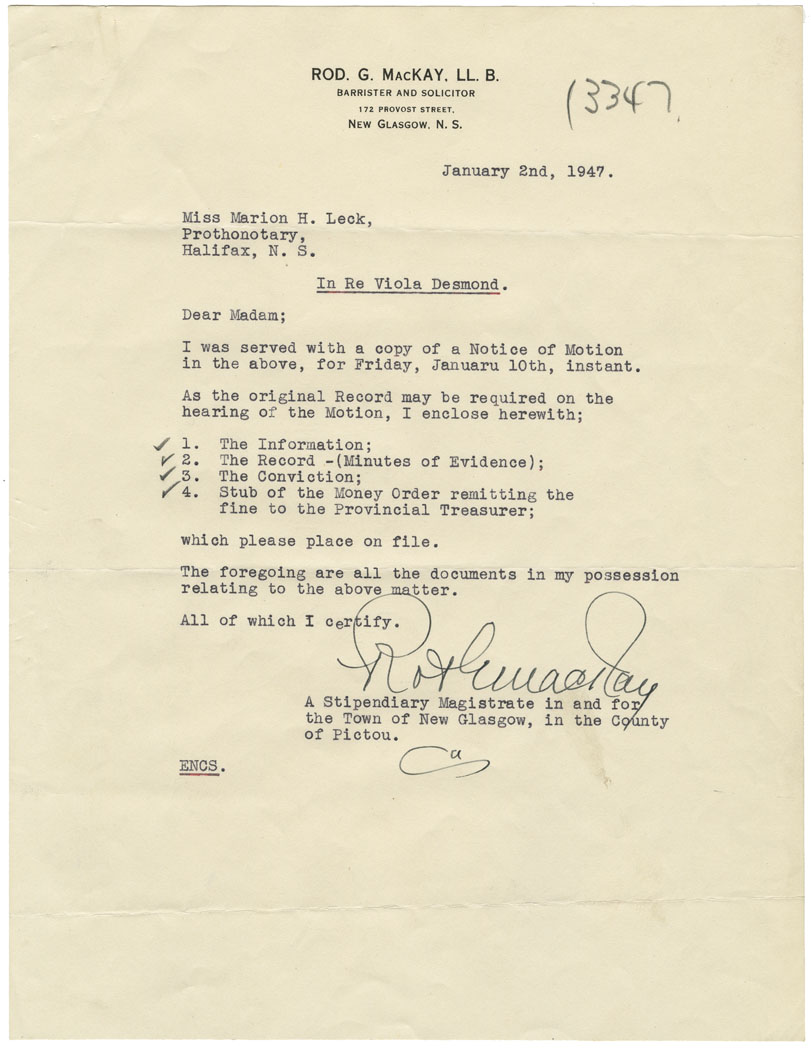 ROD. G. MACKAY, LL. B.
BARRISTER AND SOLICITOR
172 PROVOST STREET,
NEW GLASGOW, N. S.
13347
January 2nd, 1947.
Miss Marion H. Leck,
Prothonotary,
Halifax, N. S.
In Re Viola Desmond.
Dear Madam;
I was served with a copy of a Notice of Motion
in the above, for Friday, Januaru 10th, instant.
As the original Record may be required on the
hearing of the Motion, I enclose herewith;
✓ 1. The Information;
✓ 2. The Record -(Minutes of Evidence);
✓ 3. The Conviction;
✓ 4. Stub of the Money Order remitting the
fine to the Provincial Treasurer;
which please place on file.
The foregoing are all the documents in my possession
relating to the above matter.
All of which I certify.
Rod G MacKay
A Stipendiary Magistrate in and for
the Town of New Glasgow, in the County
of Pictou.
ENCS.